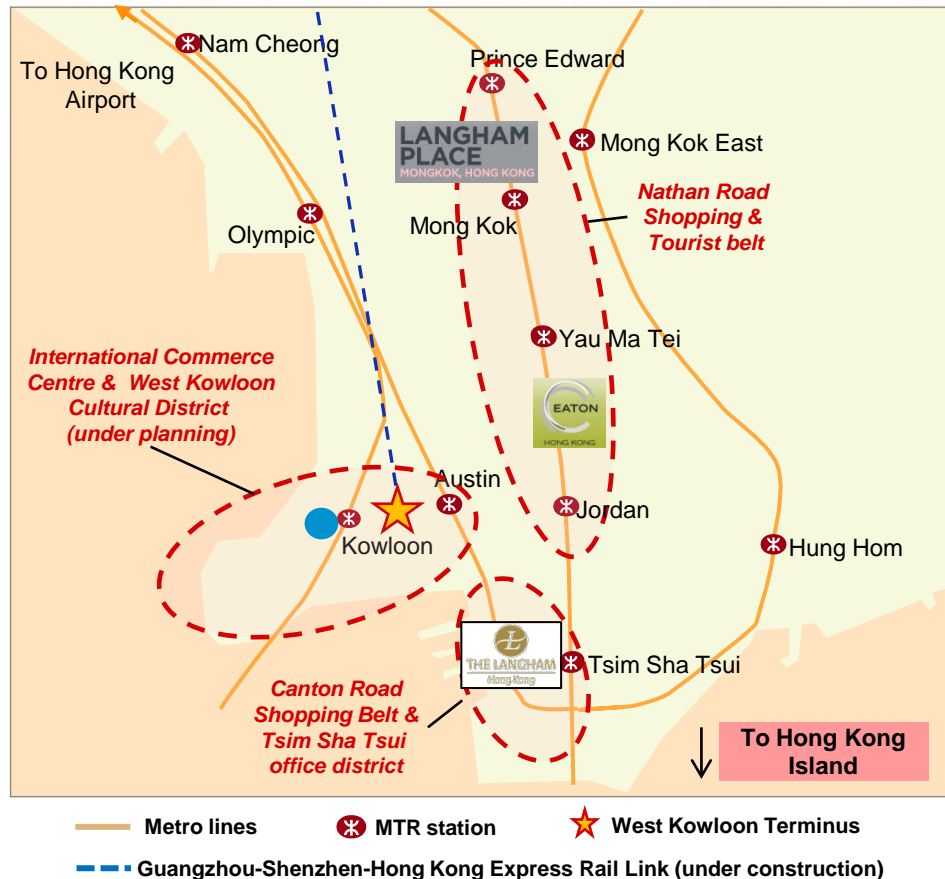 Nam Cheong
To Hong Kong
Airport
Prince Edward
LANGHAM
PLACE
MONGKOK, HONG KONG
Mong Kok East
Nathan Road
Shopping &
Tourist belt
Mong Kok
Olympic
Yau Ma Tei
International Commerce
Centre & West Kowloon
Cultural District
(under planning)
EATON
HONG KONG
Austin
Jordan
Kowloon
Hung Hom
L
THE LANGHAM
Hong Kong
Tsim Sha Tsui
Canton Road
Shopping Belt &
Tsim Sha Tsui
office district
To Hong Kong
Island
Metro lines
MTR station
West Kowloon Terminus
Guangzhou-Shenzhen-Hong Kong Express Rail Link (under construction)